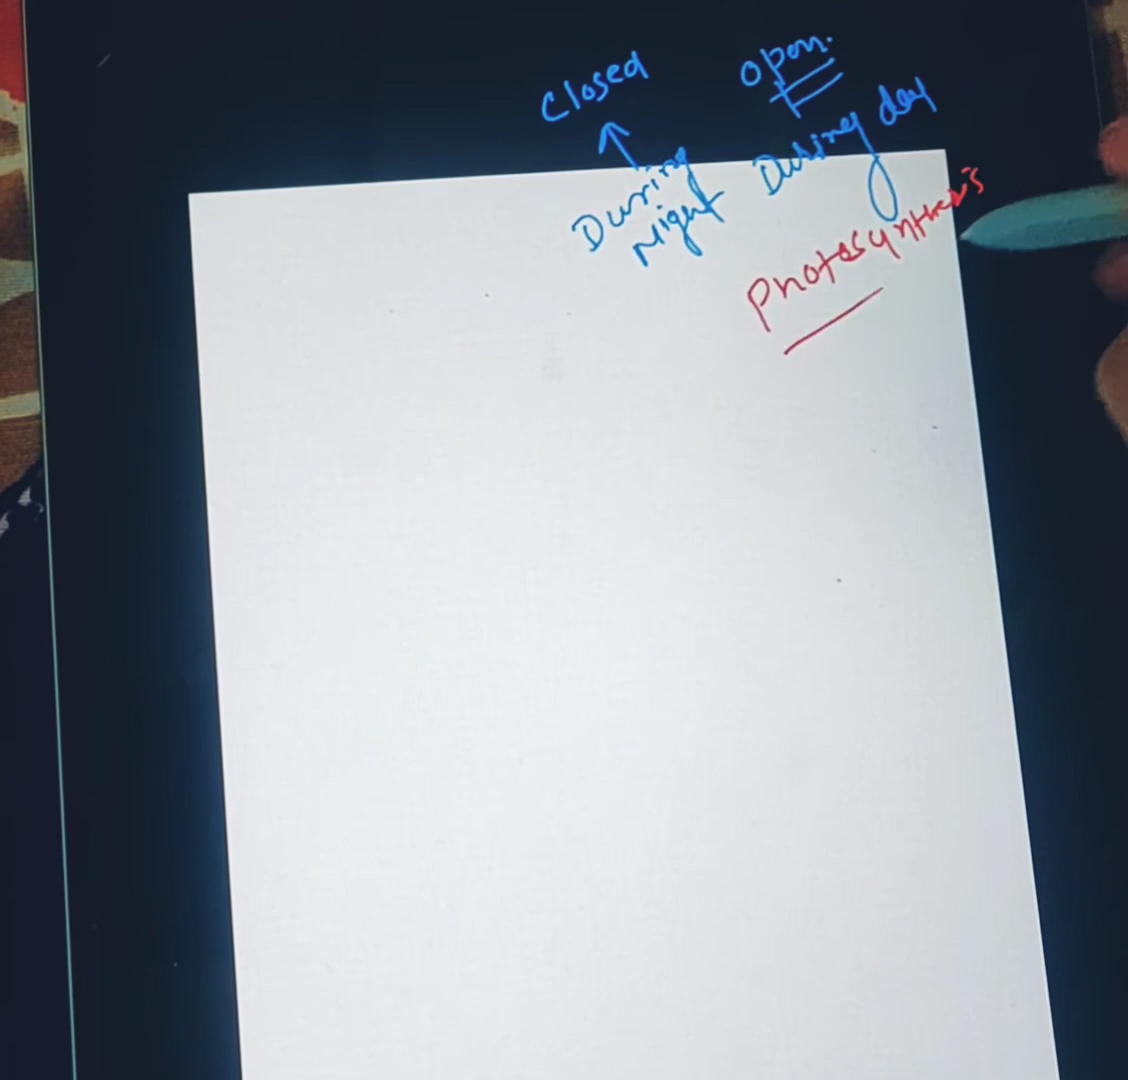 Closed
During
Night
Open.
During day
Photosynthesis